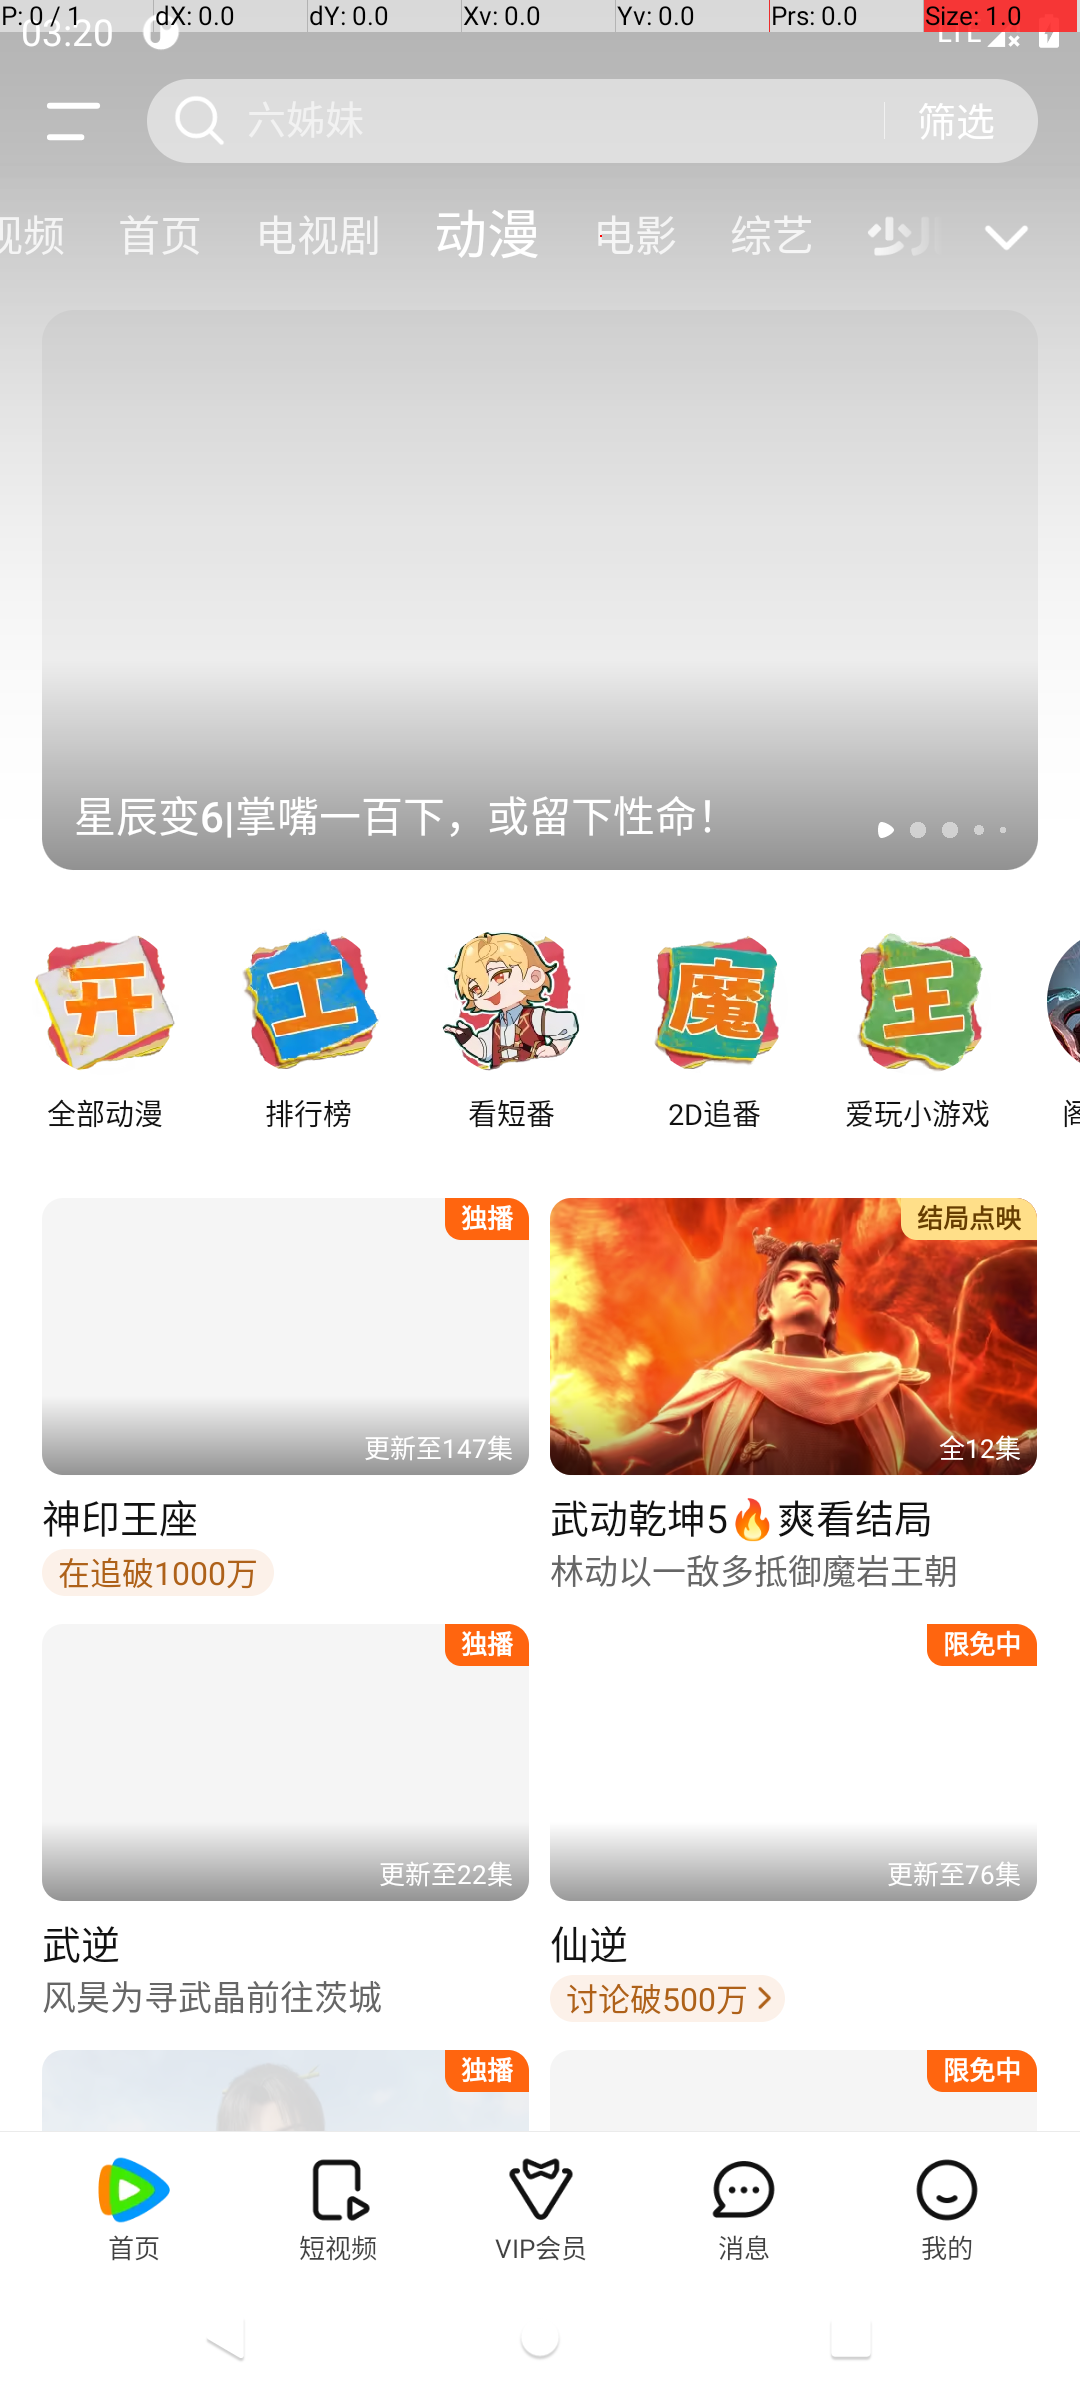 P: 0 / 1 dX: 0.0 dY: 0.0 Xv: 0.0 Yv: 0.0 Prs: 0.0 Size: 1.0
03:20 LTE
六姊妹 筛选
视频 首页 电视剧 动漫 电影 综艺 少儿
星辰变6|掌嘴一百下，或留下性命！
开 工 魔 王
全部动漫 排行榜 看短番 2D追番 爱玩小游戏
独播 结局点映
更新至147集 全12集
神印王座 武动乾坤5🔥爽看结局
在追破1000万 林动以一敌多抵御魔岩王朝
独播 限免中
更新至22集 更新至76集
武逆 仙逆
风昊为寻武晶前往茨城 讨论破500万
独播 限免中
首页 短视频 VIP会员 消息 我的